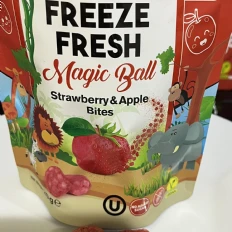 FREEZE
FRESH
Magic Ball
Strawberry & Apple
Bites
U